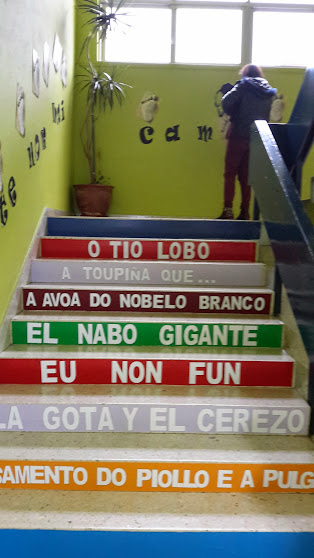 cam
O TIO LOBO
A TOUPIÑA QUE...
A AVOA DO NOBELO BRANCO
EL NABO GIGANTE
EU NON FUN
LA GOTA Y EL CEREZO
SAMENTO DO PIOLLO E A PULG